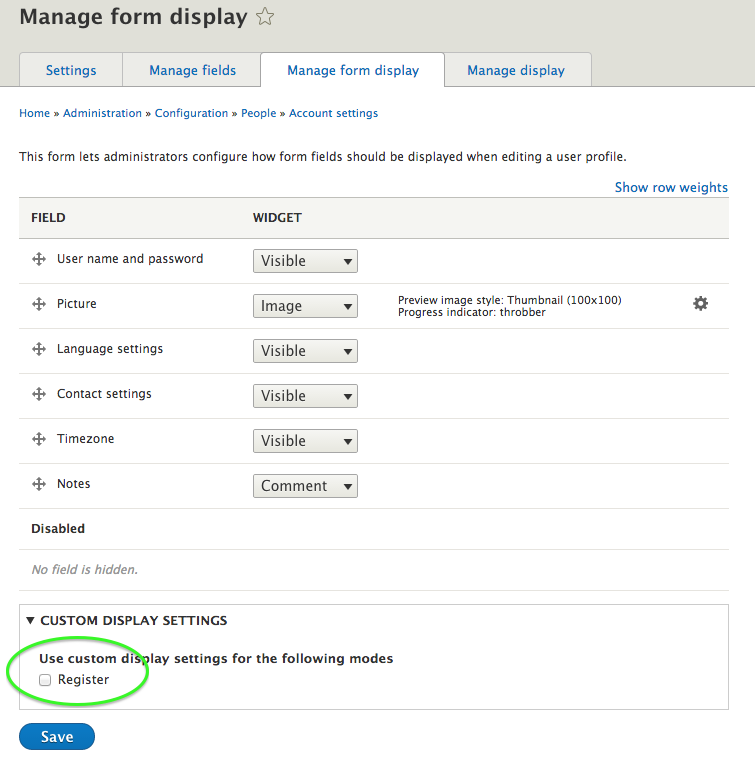 Manage form display
Settings Manage fields Manage form display Manage display
Home » Administration » Configuration » People » Account settings
This form lets administrators configure how form fields should be displayed when editing a user profile.
Show row weights
FIELD WIDGET
User name and password Visible
Picture Image Preview image style: Thumbnail (100x100)
Progress indicator: throbber
Language settings Visible
Contact settings Visible
Timezone Visible
Notes Comment
Disabled
No field is hidden.
CUSTOM DISPLAY SETTINGS
Use custom display settings for the following modes
Register
Save